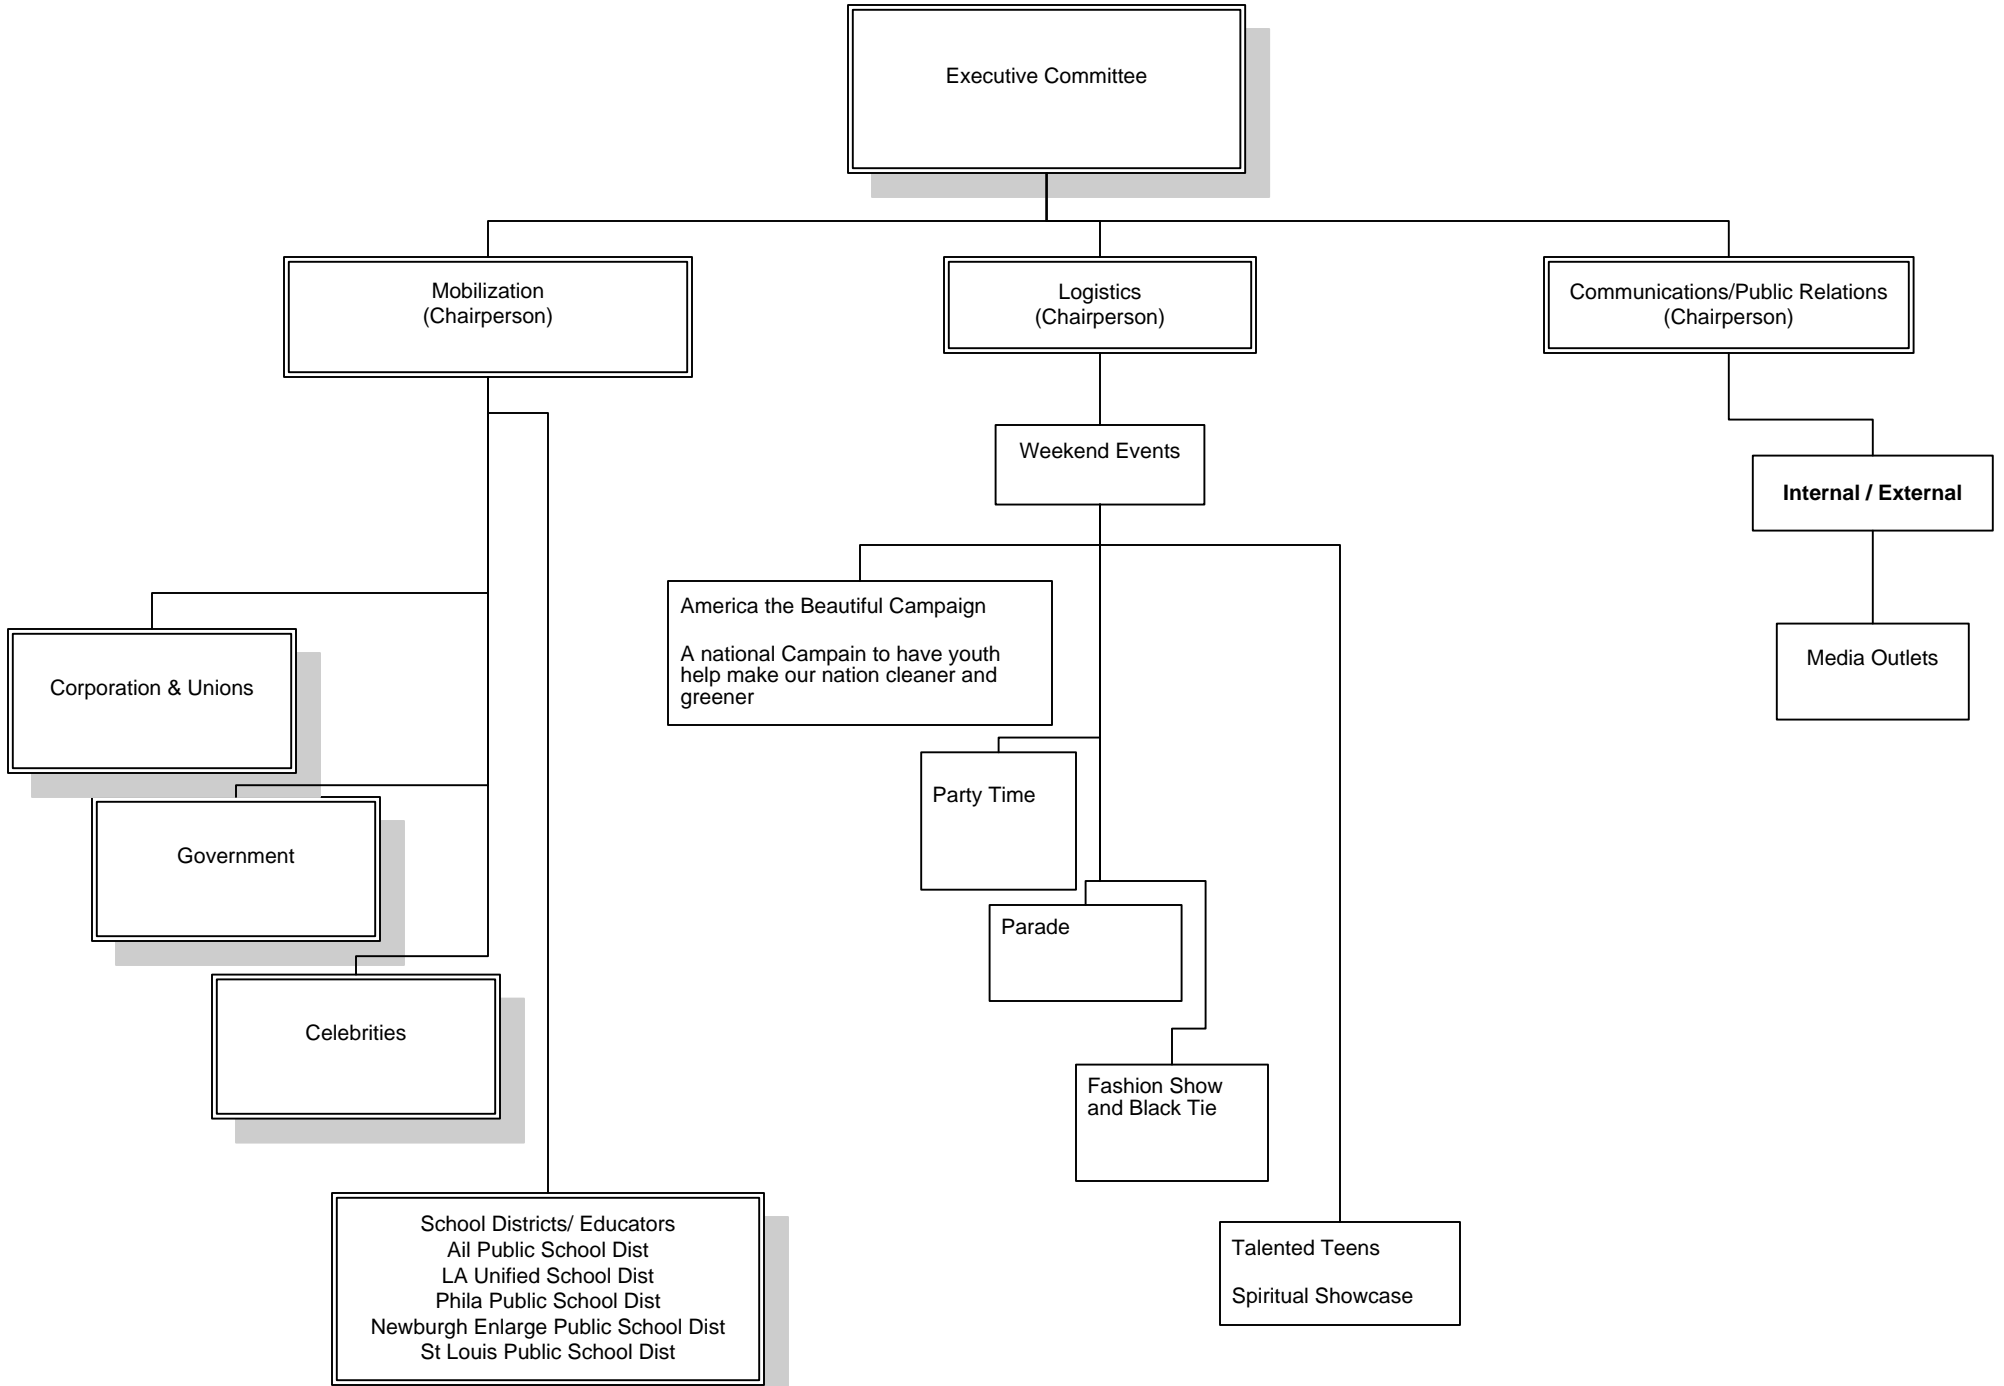 Executive Committee
Mobilization
(Chairperson)
Logistics
(Chairperson)
Communications/Public Relations
(Chairperson)
Weekend Events
Internal / External
America the Beautiful Campaign
A national Campain to have youth
help make our nation cleaner and
greener
Corporation & Unions
Media Outlets
Party Time
Government
Parade
Celebrities
Fashion Show
and Black Tie
School Districts/ Educators
Ail Public School Dist
LA Unified School Dist
Phila Public School Dist
Newburgh Enlarge Public School Dist
St Louis Public School Dist
Talented Teens
Spiritual Showcase